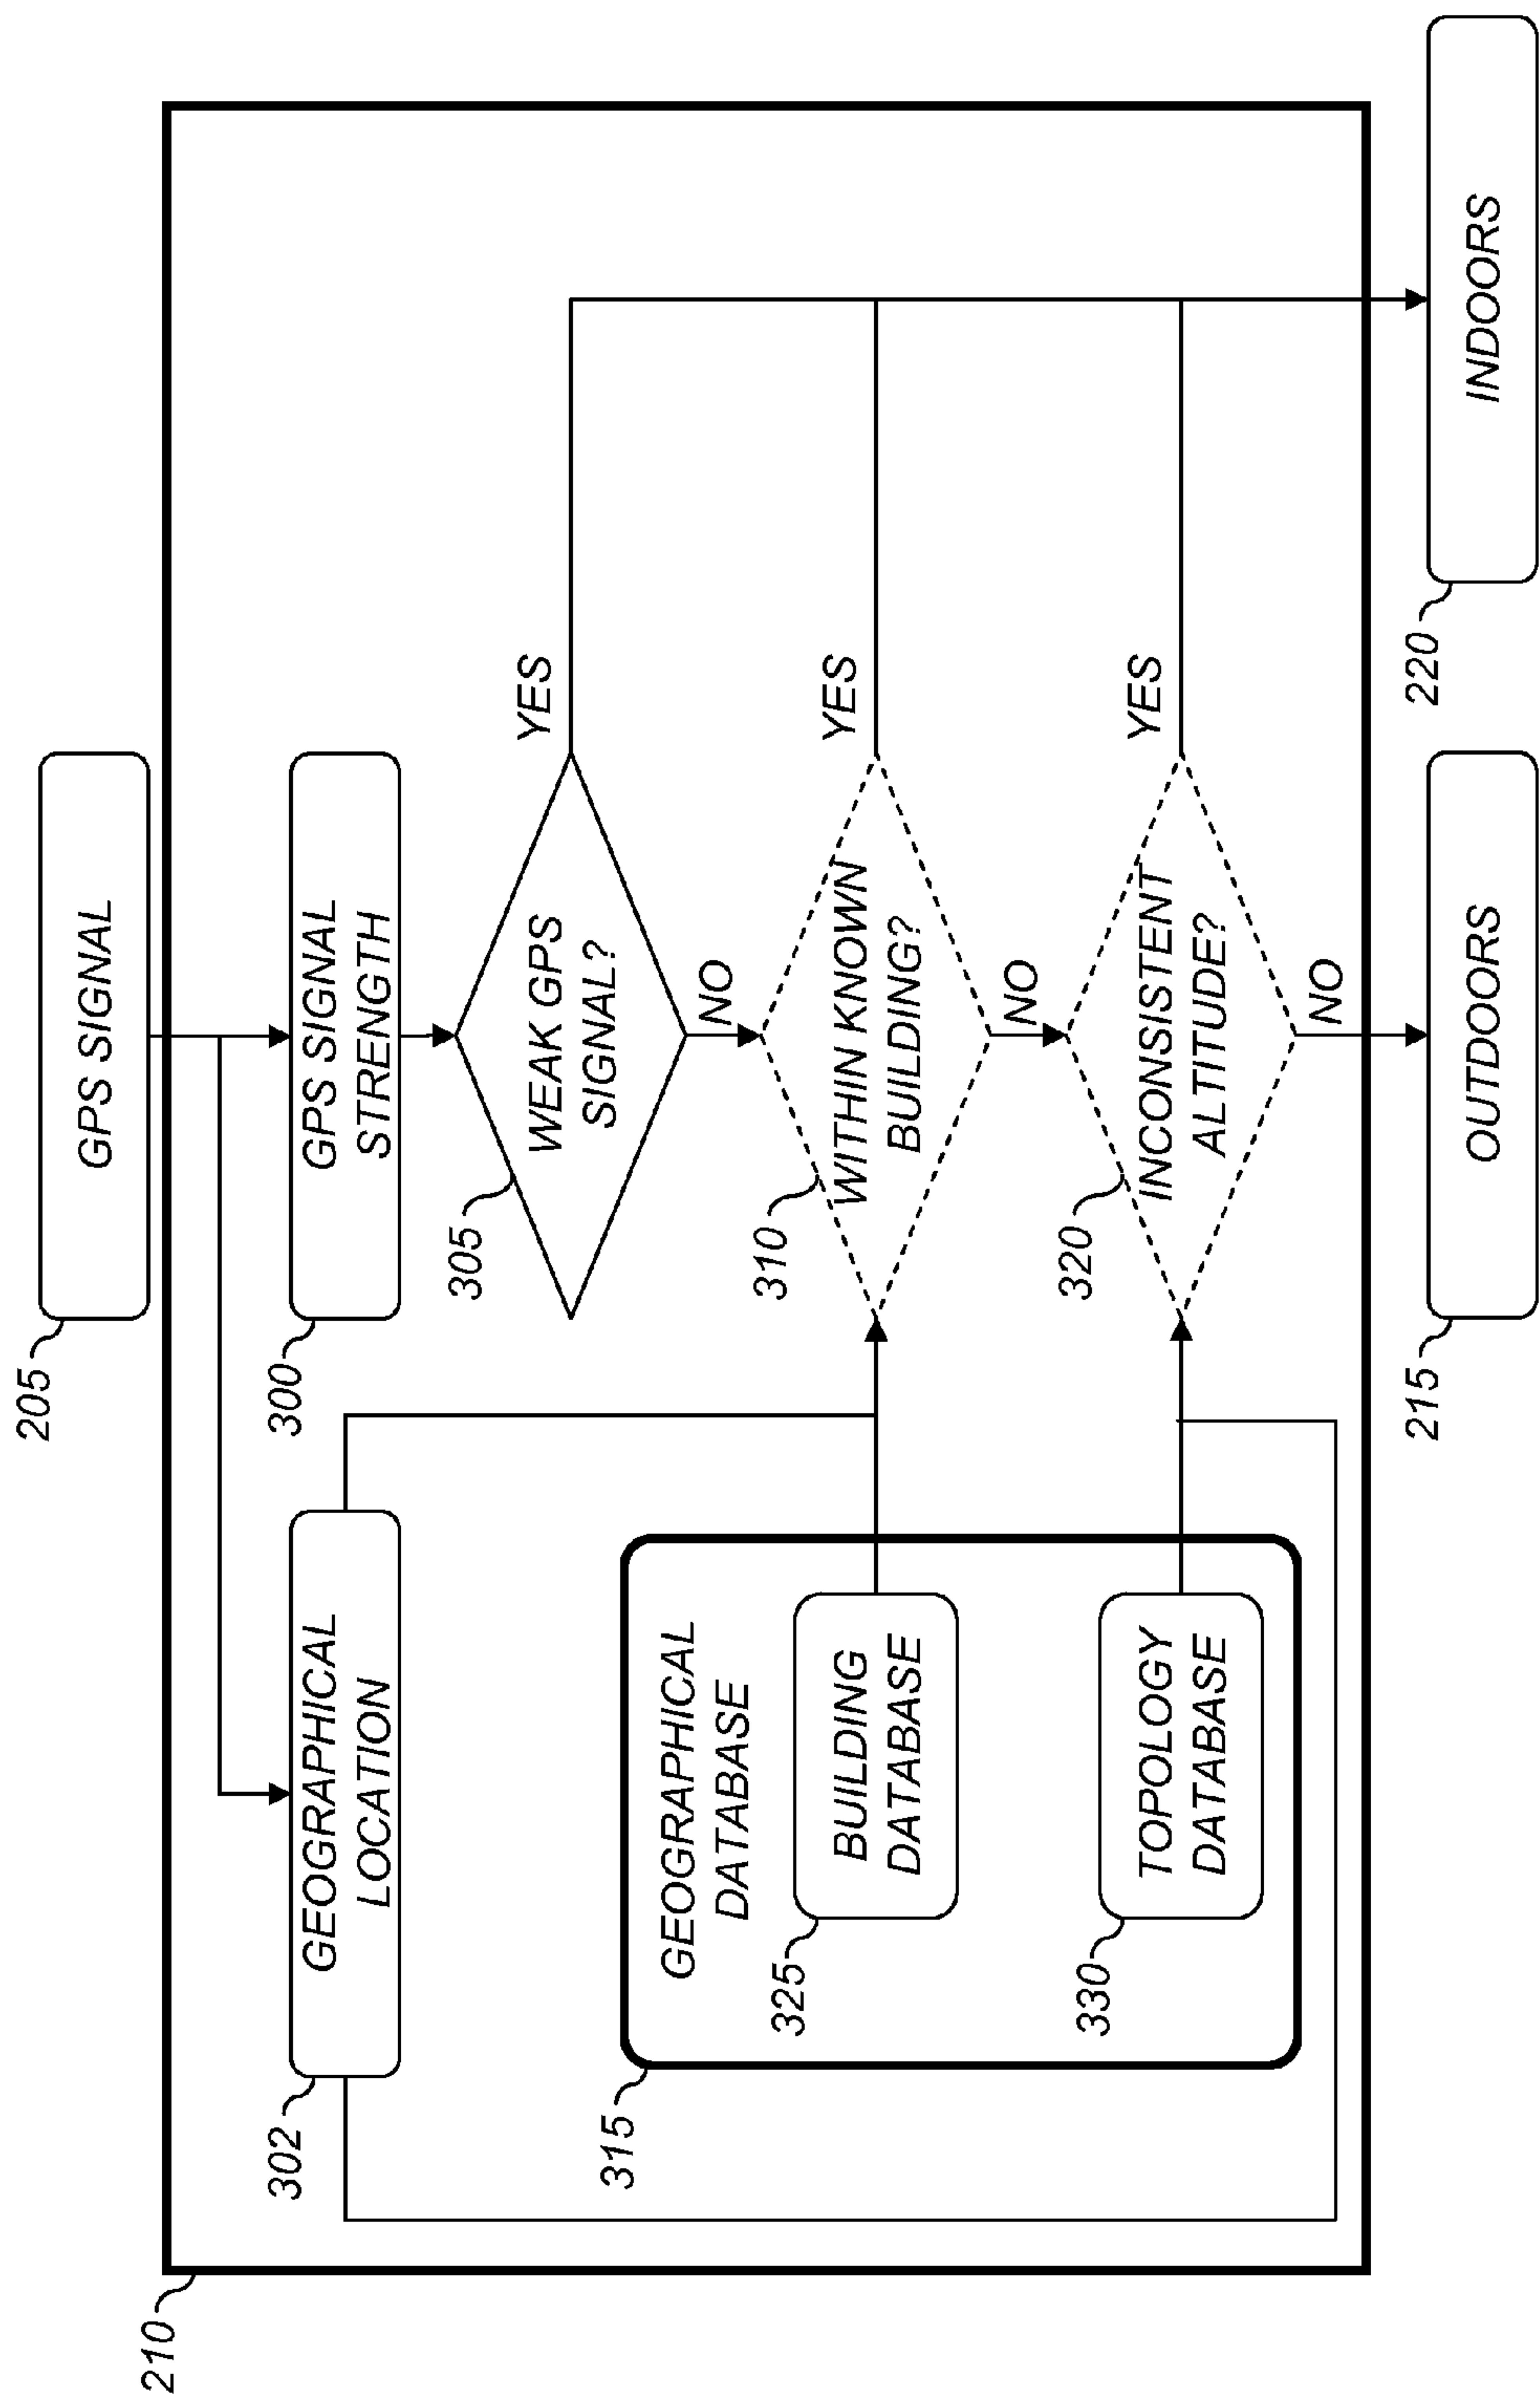 205
GPS SIGNAL
210
302
GEOGRAPHICAL
LOCATION
300
GPS SIGNAL
STRENGTH
305
WEAK GPS
SIGNAL?
YES
NO
315
GEOGRAPHICAL
DATABASE
325
BUILDING
DATABASE
310
WITHIN KNOWN
BUILDING?
YES
NO
330
TOPOLOGY
DATABASE
320
INCONSISTENT
ALTITUDE?
YES
NO
215
OUTDOORS
220
INDOORS